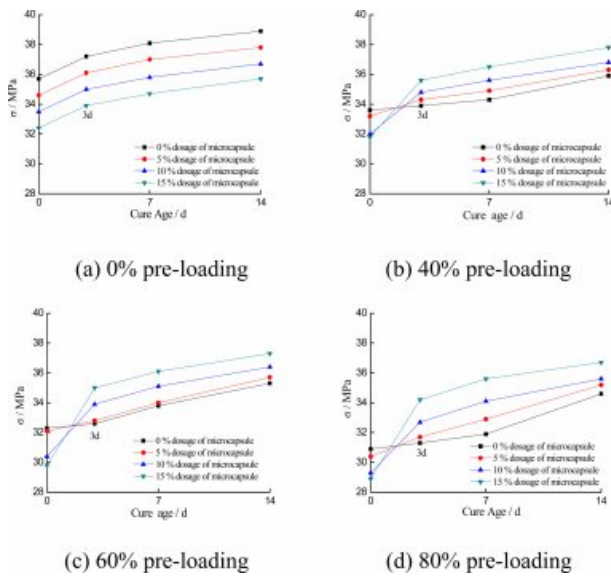 (a)
40
38
36
34
32
30
28
σ / MPa
3d
0 % dosage of microcapsule
5 % dosage of microcapsule
10 % dosage of microcapsule
15 % dosage of microcapsule
0 7 14
Cure Age / d
(a) 0% pre-loading
(b)
40
38
36
34
32
30
28
σ / MPa
3d
0 % dosage of microcapsule
5 % dosage of microcapsule
10 % dosage of microcapsule
15 % dosage of microcapsule
0 7 14
Cure age / d
(b) 40% pre-loading
(c)
40
38
36
34
32
30
28
σ / MPa
3d
0 % dosage of microcapsule
5 % dosage of microcapsule
10 % dosage of microcapsule
15 % dosage of microcapsule
0 7 14
Cure age / d
(c) 60% pre-loading
(d)
40
38
36
34
32
30
28
σ / MPa
3d
0 % dosage of microcapsule
5 % dosage of microcapsule
10 % dosage of microcapsule
15 % dosage of microcapsule
0 7 14
Cure Age / d
(d) 80% pre-loading